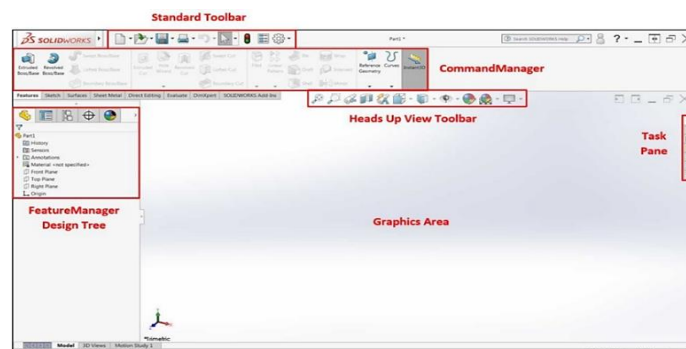 Standard Toolbar
SOLIDWORKS
Part1 *
Search SOLIDWORKS Help
Extruded Boss/Base
Revolved Boss/Base
Reference Geometry
Curves
Instant3D
CommandManager
Features Sketch Surfaces Sheet Metal Direct Editing Evaluate DimXpert SOLIDWORKS Add-Ins
Heads Up View Toolbar
Task Pane
Part1
History
Sensors
Annotations
Material <not specified>
Front Plane
Top Plane
Right Plane
Origin
FeatureManager
Design Tree
Graphics Area
*Trimetric
Model 3D Views Motion Study 1